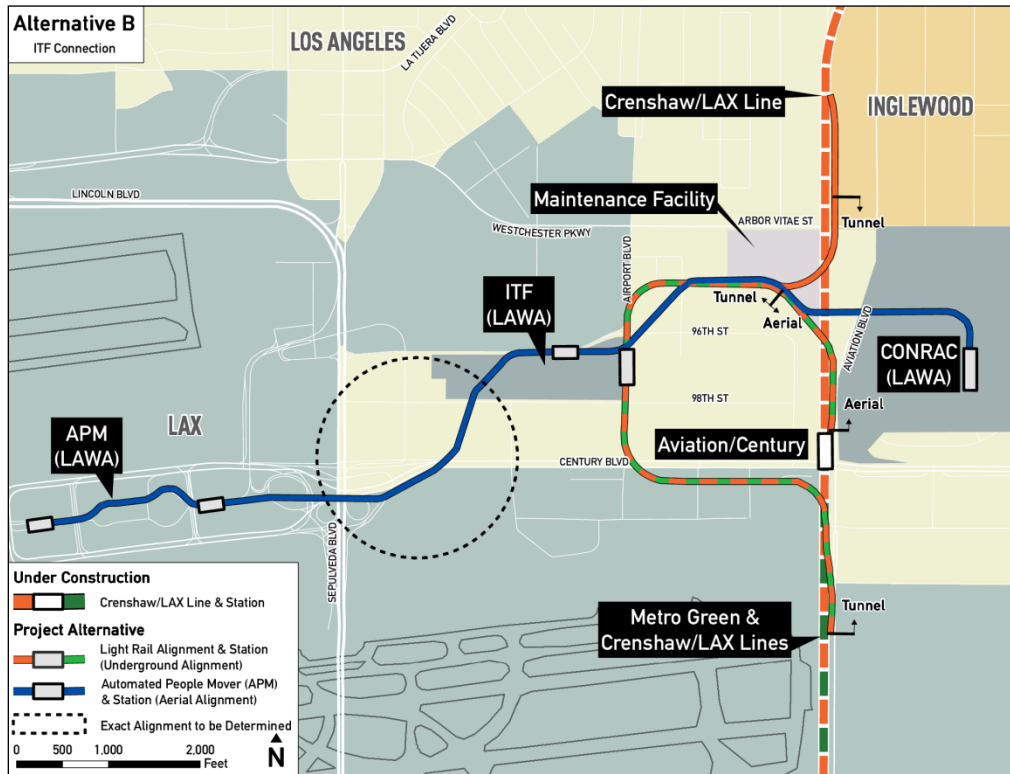 Alternative B
ITF Connection
LOS ANGELES
LA TIJERA BLVD
Crenshaw/LAX Line
INGLEWOOD
Maintenance Facility
LINCOLN BLVD
WESTCHESTER PKWY
ARBOR VITAE ST
Tunnel
AIRPORT BLVD
ITF
(LAWA)
Tunnel
Aerial
96TH ST
AVIATION BLVD
CONRAC
(LAWA)
98TH ST
Aerial
LAX
APM
(LAWA)
Aviation/Century
CENTURY BLVD
SEPULVEDA BLVD
Metro Green &
Crenshaw/LAX Lines
Tunnel
Under Construction
Crenshaw/LAX Line & Station
Project Alternative
Light Rail Alignment & Station
(Underground Alignment)
Automated People Mover (APM)
& Station (Aerial Alignment)
Exact Alignment to be Determined
0 500 1,000 2,000
Feet
N